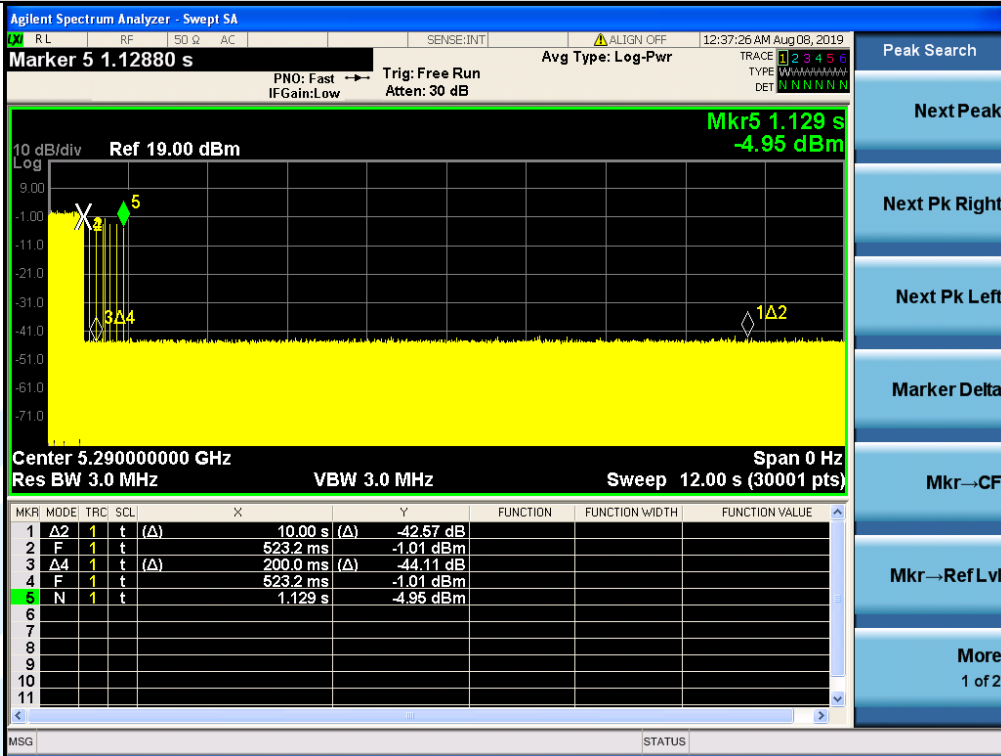 Agilent Spectrum Analyzer - Swept SA
LXI RL RF 50 Ω AC SENSE:INT ALIGN OFF 12:37:26 AM Aug 08, 2019
Marker 5 1.12880 s
PNO: Fast
IFGain:Low
Trig: Free Run
Atten: 30 dB
Avg Type: Log-Pwr
TRACE 1 2 3 4 5 6
TYPE
DET N N N N N N
Peak Search
Mkr5 1.129 s
-4.95 dBm
10 dB/div Ref 19.00 dBm
Log
9.00
-1.00
-11.0
-21.0
-31.0
-41.0
-51.0
-61.0
-71.0
5
3Δ4
1Δ2
Center 5.290000000 GHz Span 0 Hz
Res BW 3.0 MHz VBW 3.0 MHz Sweep 12.00 s (30001 pts)
MKR MODE TRC SCL X Y FUNCTION FUNCTION WIDTH FUNCTION VALUE
1 Δ2 1 t (Δ) 10.00 s (Δ) -42.57 dB
2 F 1 t 523.2 ms -1.01 dBm
3 Δ4 1 t (Δ) 200.0 ms (Δ) -44.11 dB
4 F 1 t 523.2 ms -1.01 dBm
5 N 1 t 1.129 s -4.95 dBm
6
7
8
9
10
11
MSG STATUS
Next Peak
Next Pk Right
Next Pk Left
Marker Delta
Mkr→CF
Mkr→Ref Lvl
More
1 of 2